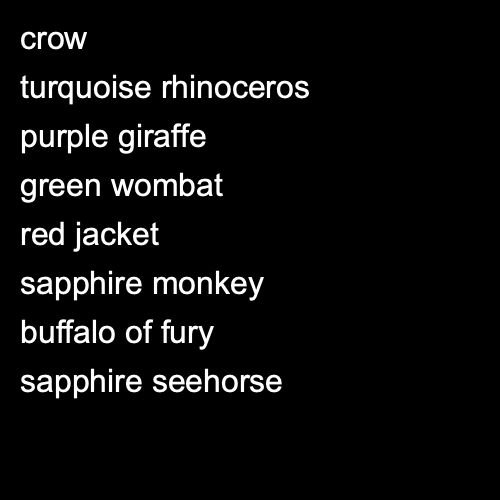 crow
turquoise rhinoceros
purple giraffe
green wombat
red jacket
sapphire monkey
buffalo of fury
sapphire seehorse